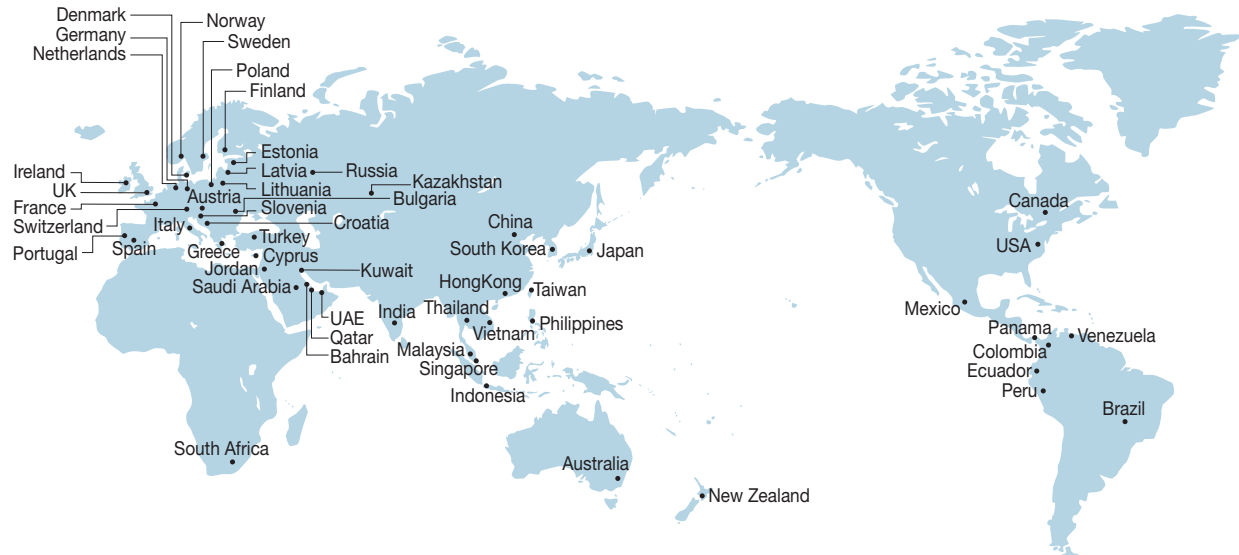 Denmark
Norway
Germany
Sweden
Netherlands
Poland
Finland
Estonia
Ireland
Latvia
Russia
UK
Lithuania
Kazakhstan
Austria
Bulgaria
France
Slovenia
Switzerland
Italy
Croatia
Portugal
Spain
Greece
Turkey
Cyprus
Jordan
Kuwait
Saudi Arabia
UAE
Qatar
Bahrain
China
South Korea
Japan
HongKong
Taiwan
India
Thailand
Vietnam
Philippines
Malaysia
Singapore
Indonesia
South Africa
Australia
New Zealand
Canada
USA
Mexico
Panama
Venezuela
Colombia
Ecuador
Peru
Brazil